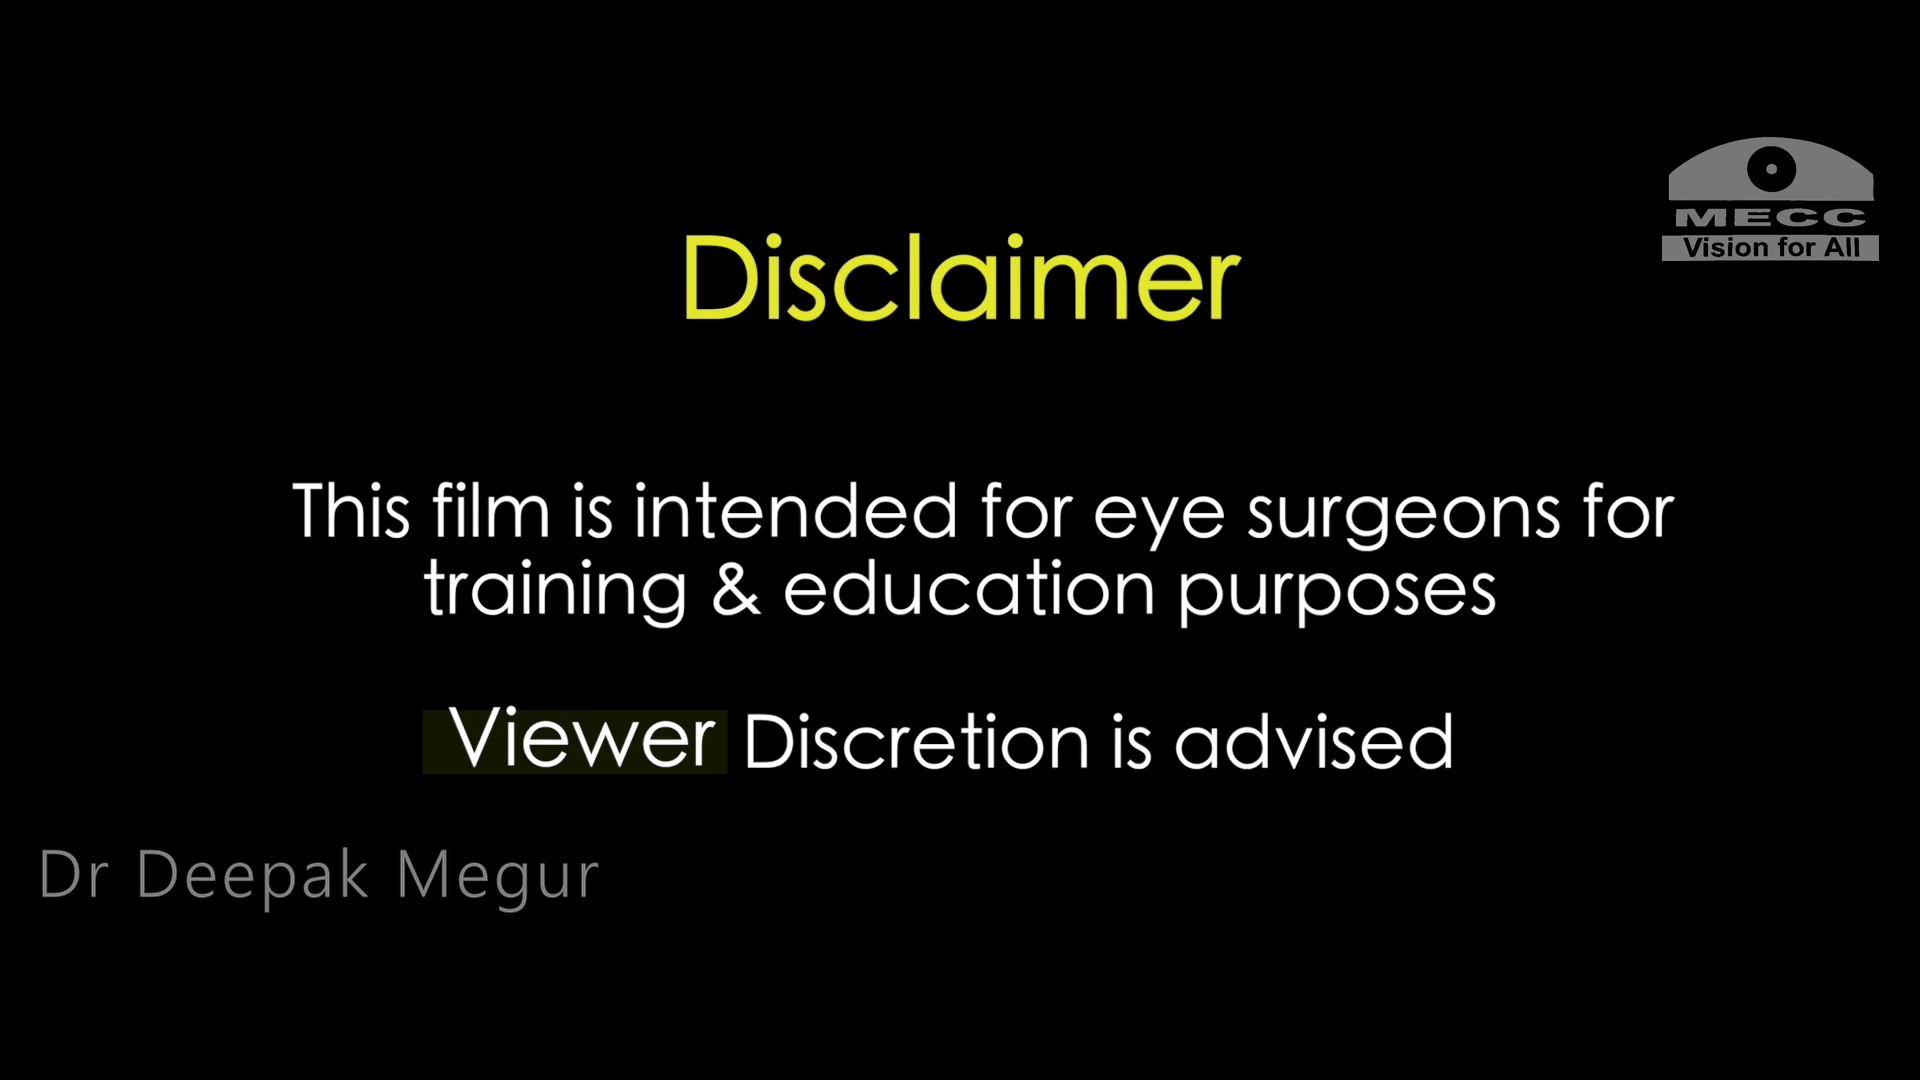 MECC
Vision for All
Disclaimer
This film is intended for eye surgeons for
training & education purposes
Viewer Discretion is advised
Dr Deepak Megur